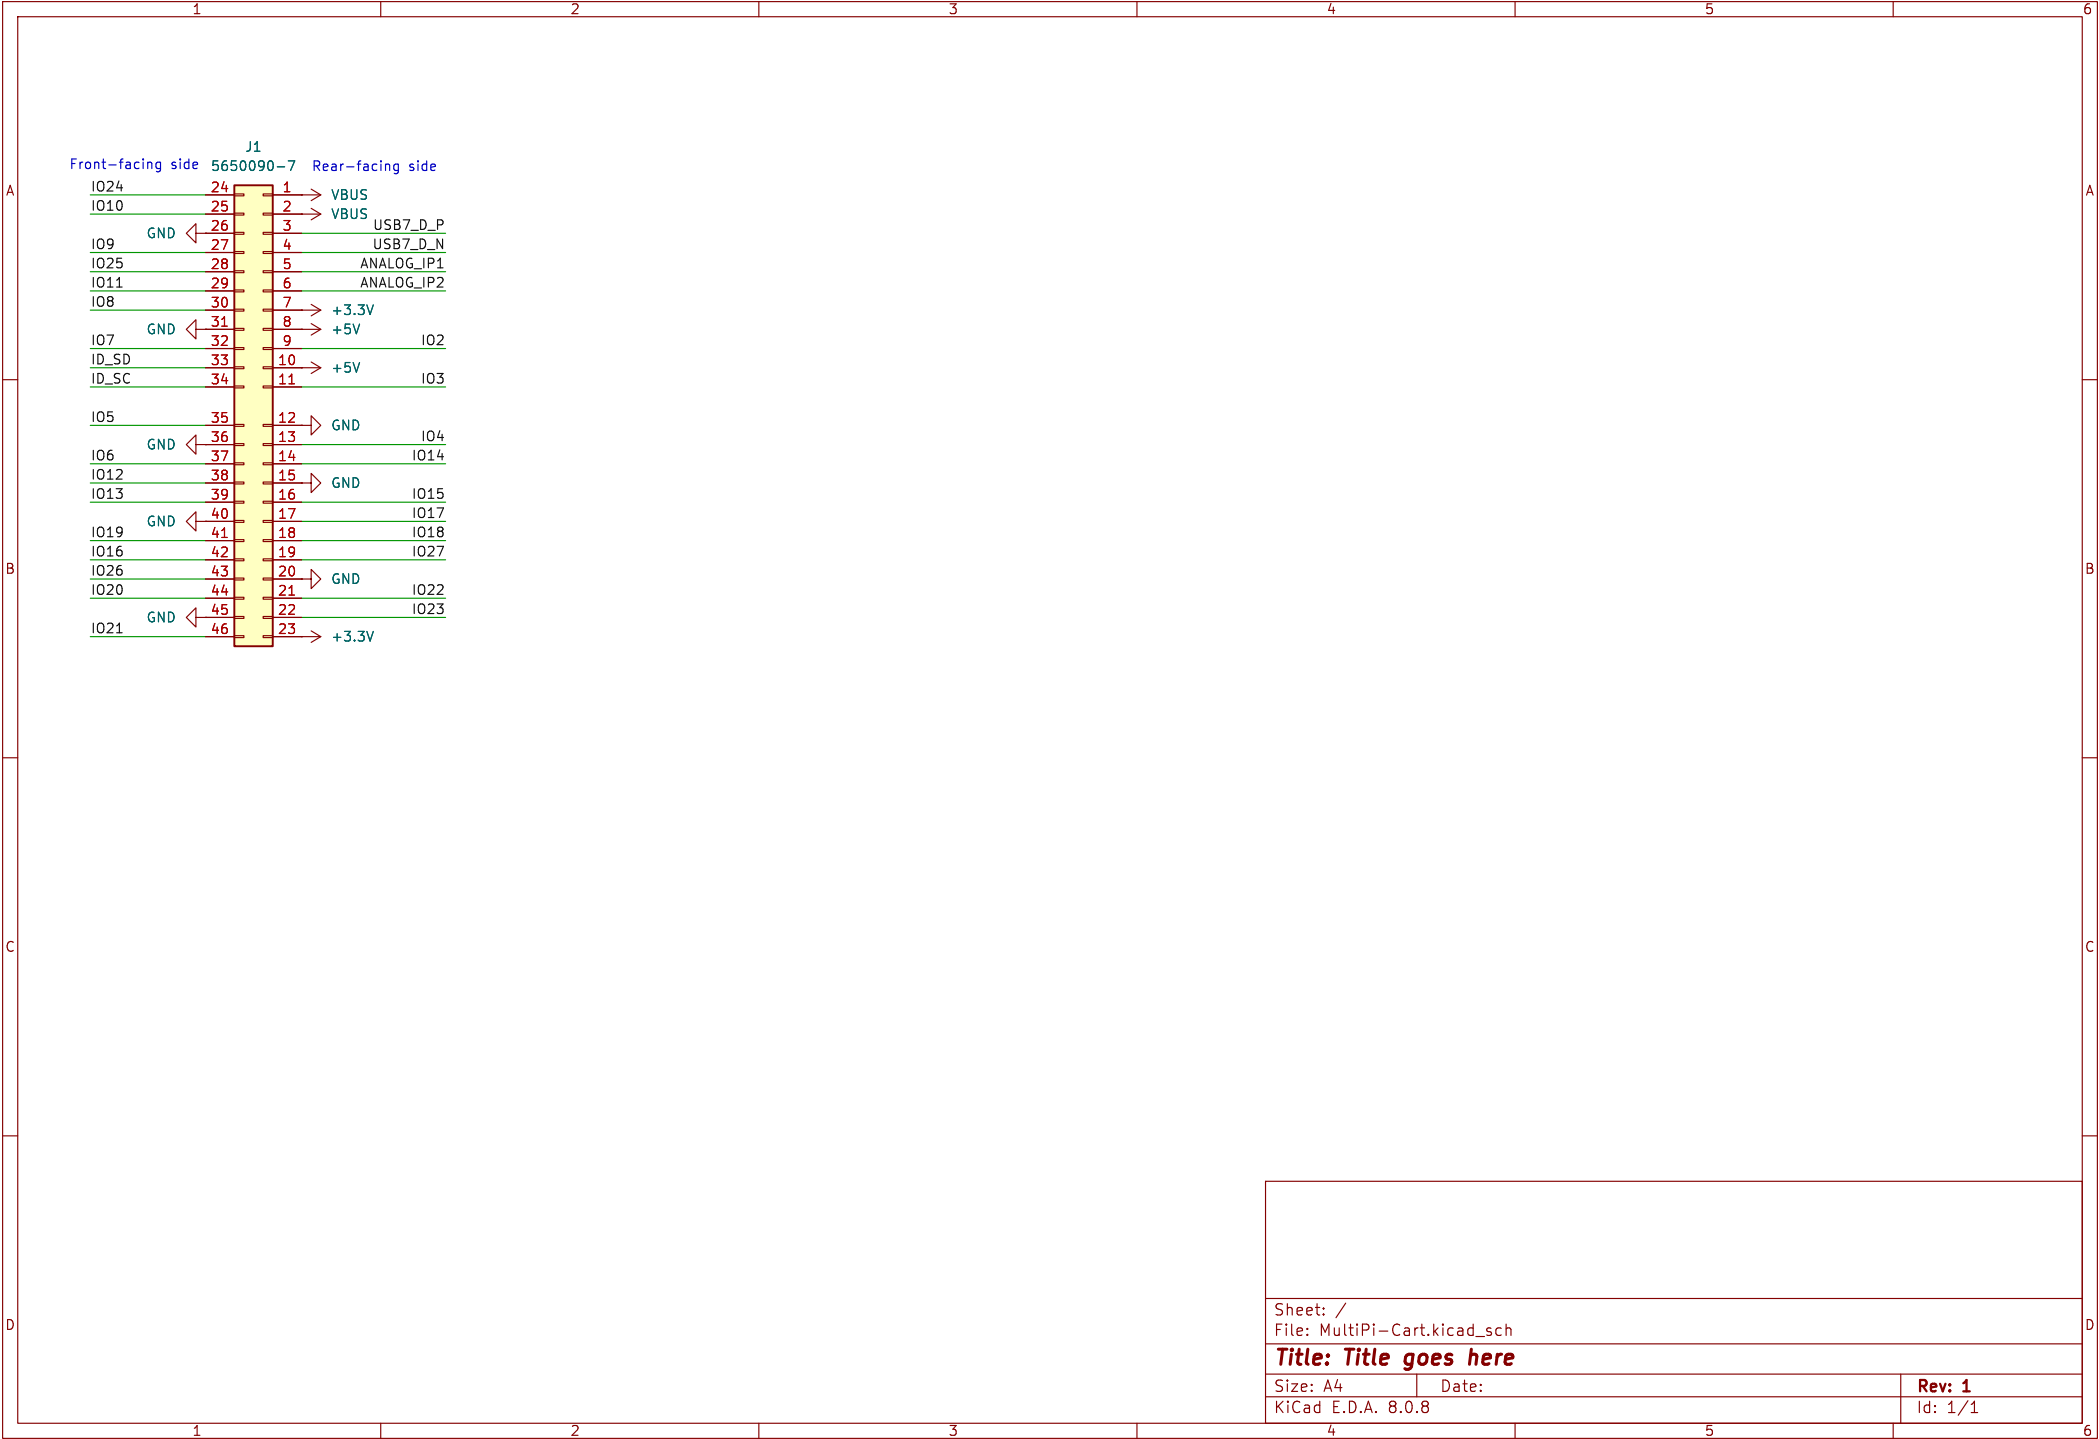 1 2 3 4 5 6
J1
Front-facing side 5650090-7 Rear-facing side
A IO24 24 1 VBUS A
IO10 25 2 VBUS
GND 26 3 USB7_D_P
IO9 27 4 USB7_D_N
IO25 28 5 ANALOG_IP1
IO11 29 6 ANALOG_IP2
IO8 30 7 +3.3V
GND 31 8 +5V
IO7 32 9 IO2
ID_SD 33 10 +5V
ID_SC 34 11 IO3
IO5 35 12 GND
GND 36 13 IO4
IO6 37 14 IO14
IO12 38 15 GND
IO13 39 16 IO15
GND 40 17 IO17
IO19 41 18 IO18
IO16 42 19 IO27
B IO26 43 20 GND B
IO20 44 21 IO22
GND 45 22 IO23
IO21 46 23 +3.3V
C C
Sheet: /
D File: MultiPi-Cart.kicad_sch D
Title: Title goes here
Size: A4 Date: Rev: 1
KiCad E.D.A. 8.0.8 Id: 1/1
1 2 3 4 5 6